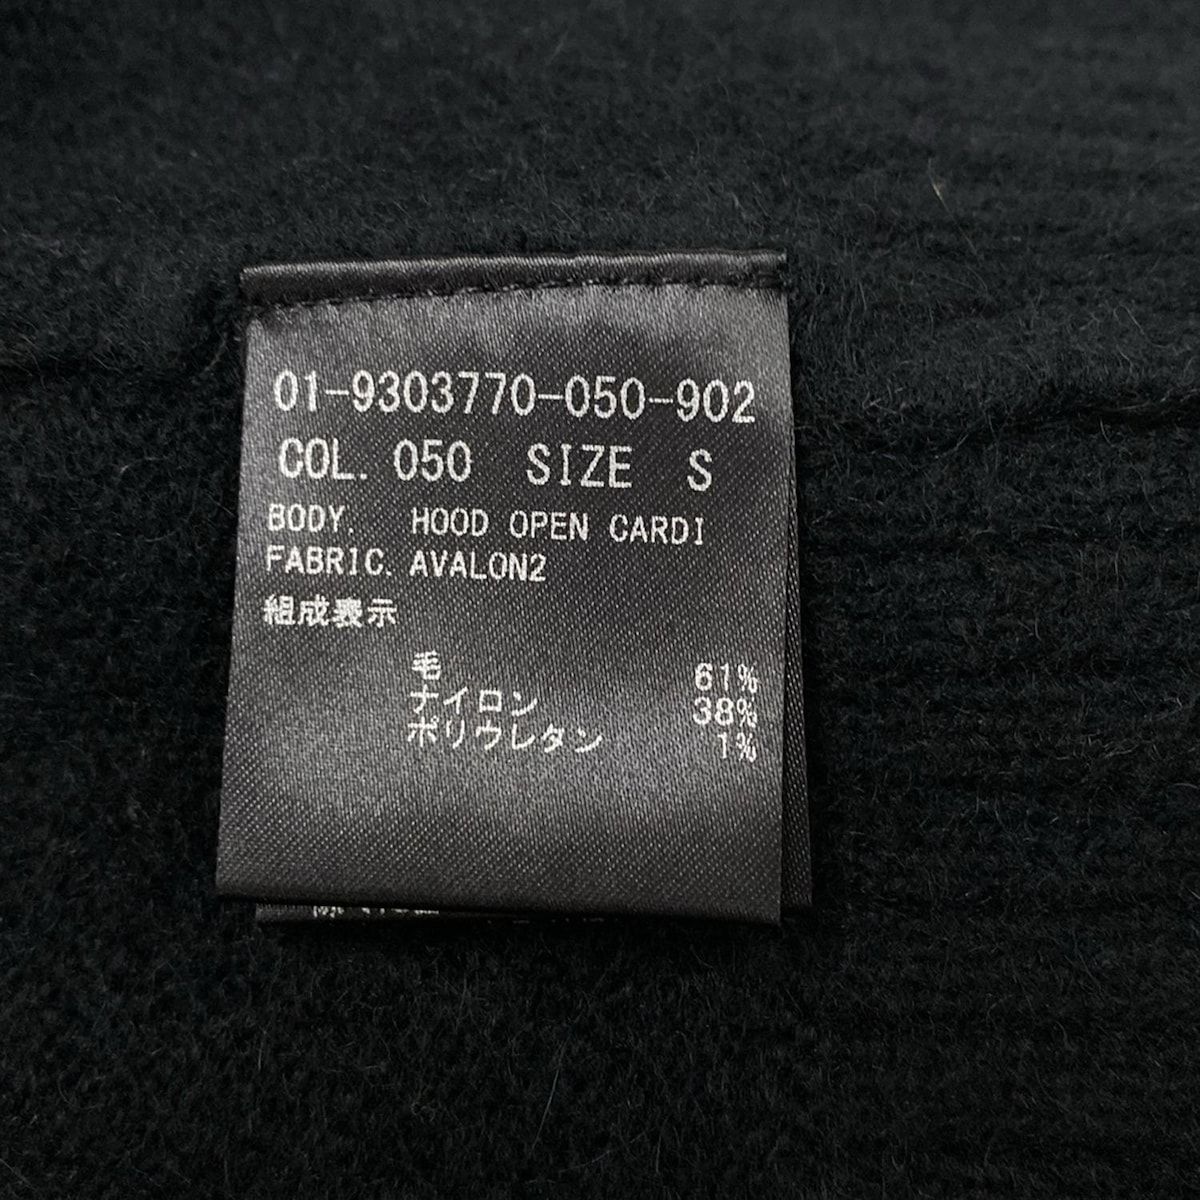 01-9303770-050-902
COL. 050 SIZE S
BODY. HOOD OPEN CARDI
FABRIC. AVALON2
組成表示
毛 61%
ナイロン 38%
ポリウレタン 1%